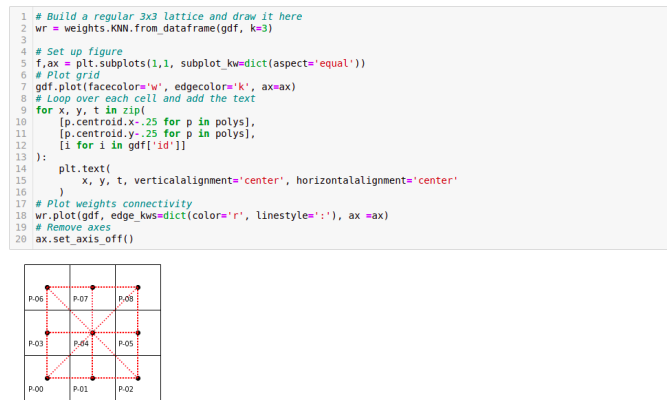 1 # Build a regular 3x3 lattice and draw it here
2 wr = weights.KNN.from_dataframe(gdf, k=3)
3
4 # Set up figure
5 f,ax = plt.subplots(1,1, subplot_kw=dict(aspect='equal'))
6 # Plot grid
7 gdf.plot(facecolor='w', edgecolor='k', ax=ax)
8 # Loop over each cell and add the text
9 for x, y, t in zip(
10     [p.centroid.x-.25 for p in polys],
11     [p.centroid.y-.25 for p in polys],
12     [i for i in gdf['id']]
13 ):
14     plt.text(
15         x, y, t, verticalalignment='center', horizontalalignment='center'
16     )
17 # Plot weights connectivity
18 wr.plot(gdf, edge_kws=dict(color='r', linestyle=':'), ax =ax)
19 # Remove axes
20 ax.set_axis_off()
P-06 P-07 P-08
P-03 P-04 P-05
P-00 P-01 P-02